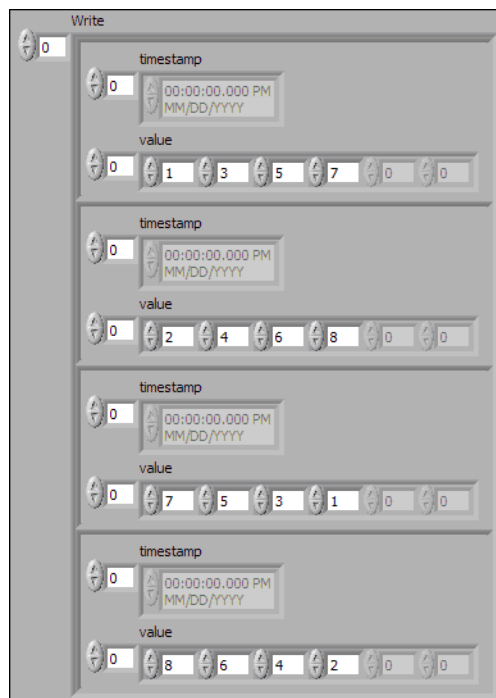 Write
0
timestamp
0 00:00:00.000 PM
MM/DD/YYYY
value
0 1 3 5 7 0 0
timestamp
0 00:00:00.000 PM
MM/DD/YYYY
value
0 2 4 6 8 0 0
timestamp
0 00:00:00.000 PM
MM/DD/YYYY
value
0 7 5 3 1 0 0
timestamp
0 00:00:00.000 PM
MM/DD/YYYY
value
0 8 6 4 2 0 0